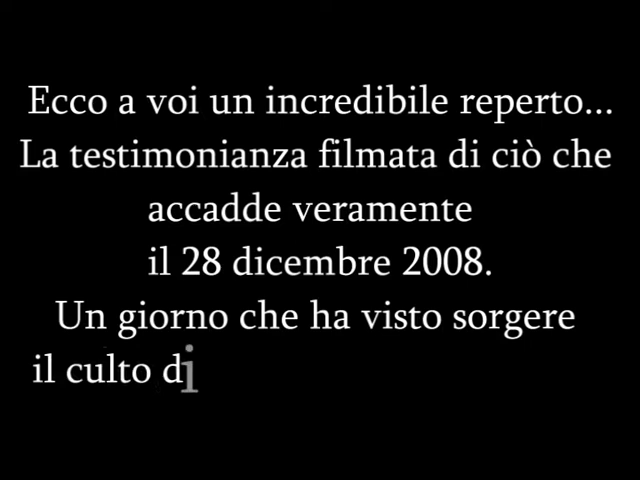 Ecco a voi un incredibile reperto...
La testimonianza filmata di ciò che
accadde veramente
il 28 dicembre 2008.
Un giorno che ha visto sorgere
il culto di